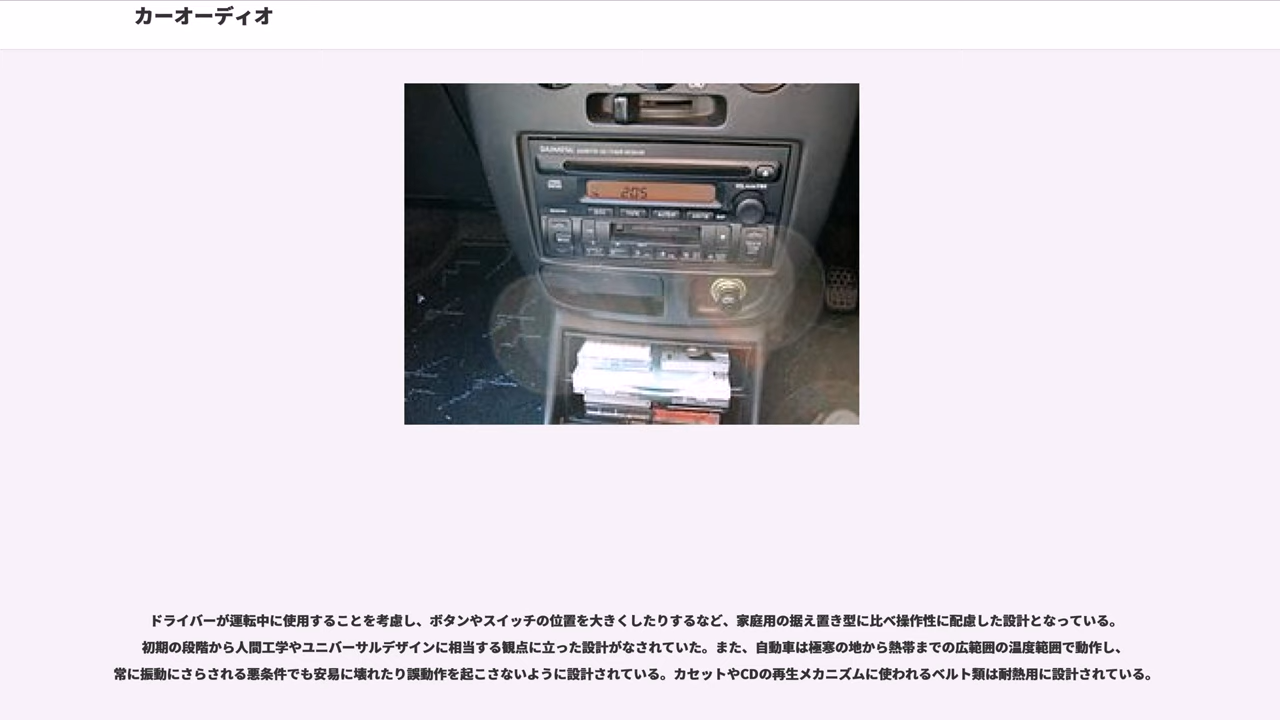 カーオーディオ
DAIHATSU
2:05
ドライバーが運転中に使用することを考慮し、ボタンやスイッチの位置を大きくしたりするなど、家庭用の据え置き型に比べ操作性に配慮した設計となっている。
初期の段階から人間工学やユニバーサルデザインに相当する観点に立った設計がなされていた。また、自動車は極寒の地から熱帯までの広範囲の温度範囲で動作し、
常に振動にさらされる悪条件でも安易に壊れたり誤動作を起こさないように設計されている。カセットやCDの再生メカニズムに使われるベルト類は耐熱用に設計されている。